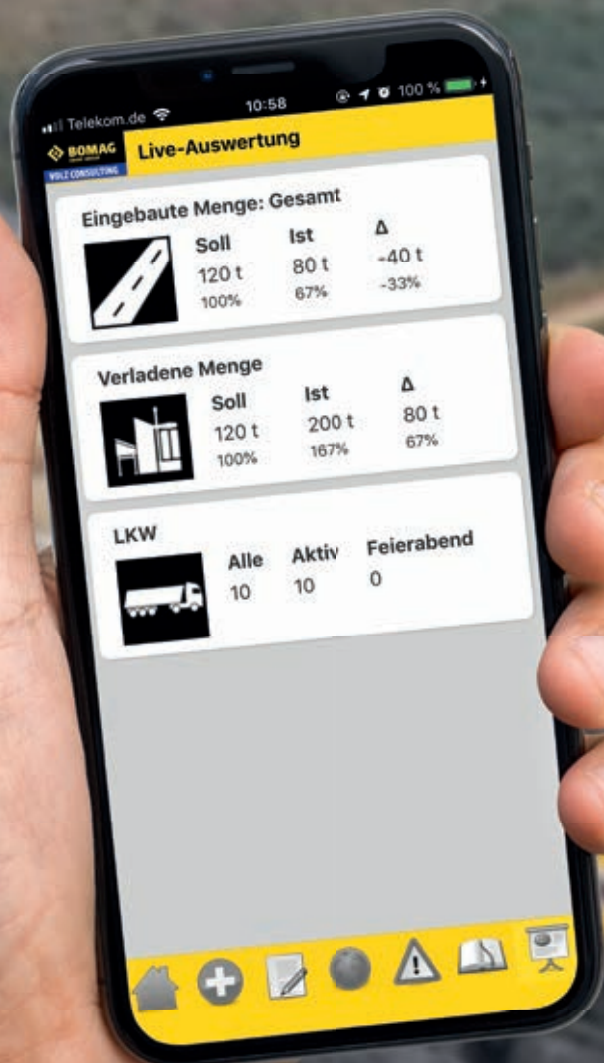 Telekom.de 10:58 100 %
BOMAG
VOLZ CONSULTING
Live-Auswertung
Eingebaute Menge: Gesamt
Soll Ist Δ
120 t 80 t -40 t
100% 67% -33%
Verladene Menge
Soll Ist Δ
120 t 200 t 80 t
100% 167% 67%
LKW
Alle Aktiv Feierabend
10 10 0